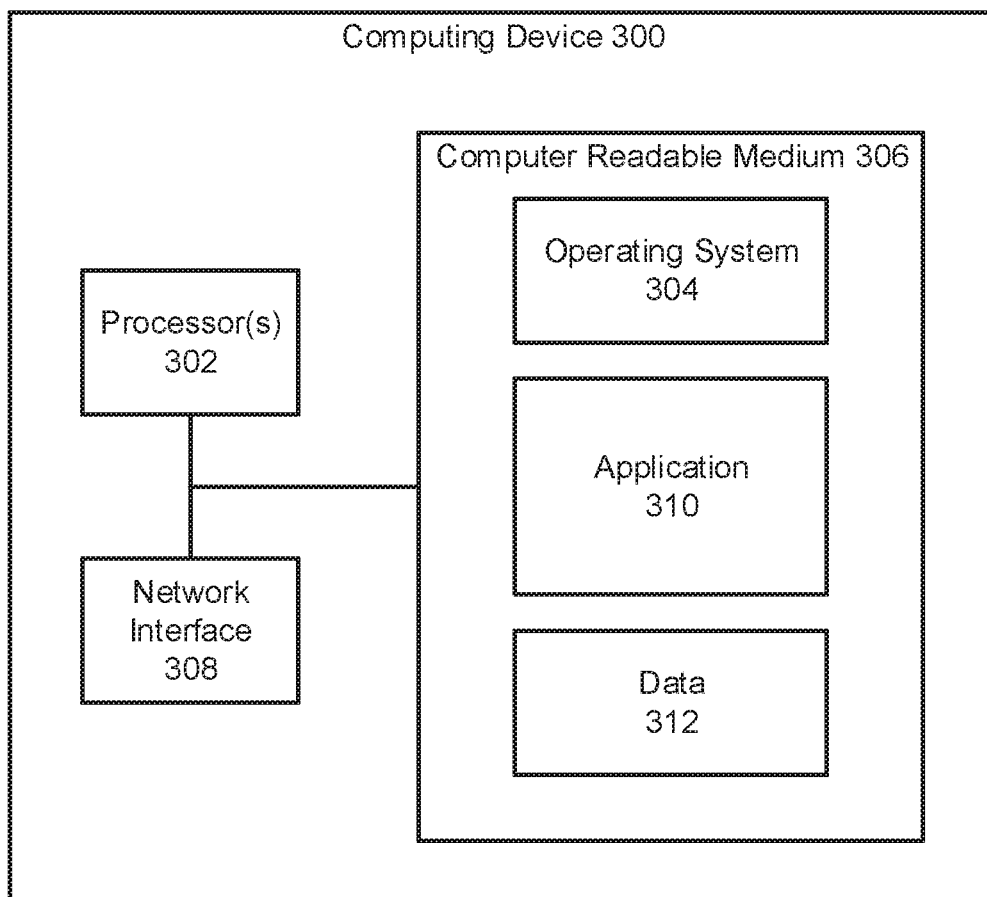 Computing Device 300
Computer Readable Medium 306
Operating System
304
Processor(s)
302
Application
310
Network
Interface
308
Data
312